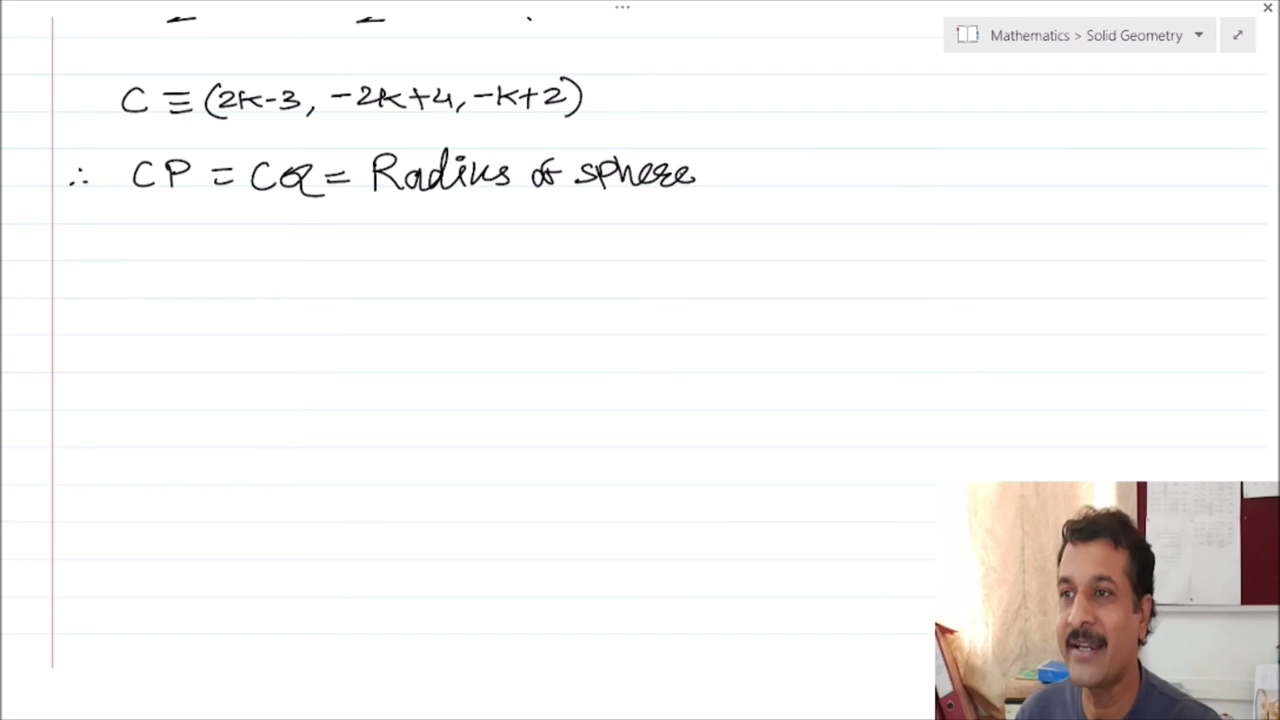 Mathematics > Solid Geometry
C ≡ (2k-3, -2k+4, -k+2)
∴ CP = CQ = Radius of sphere